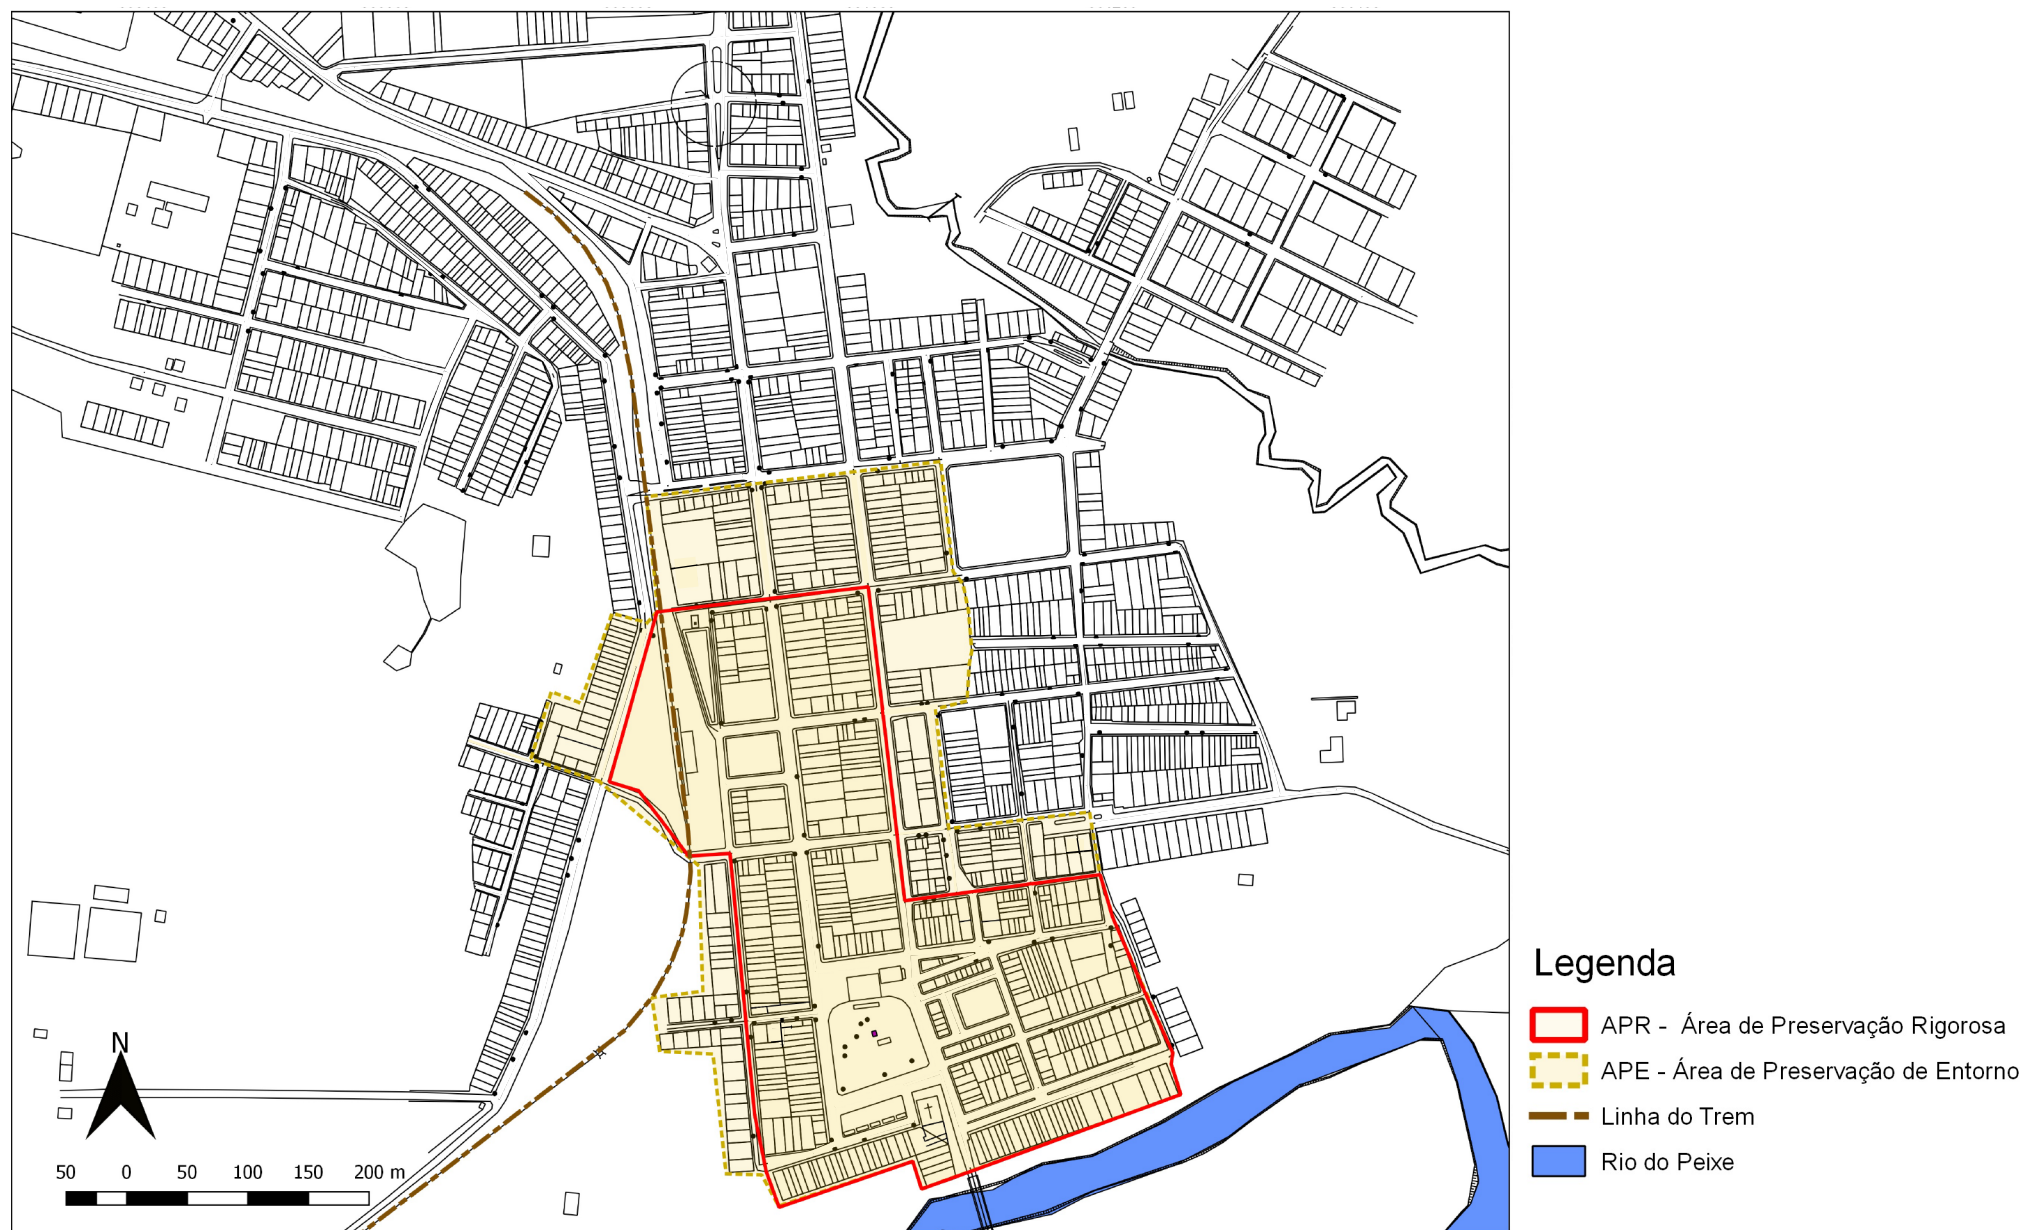 Legenda
APR - Área de Preservação Rigorosa
APE - Área de Preservação de Entorno
Linha do Trem
Rio do Peixe
N
50 0 50 100 150 200 m